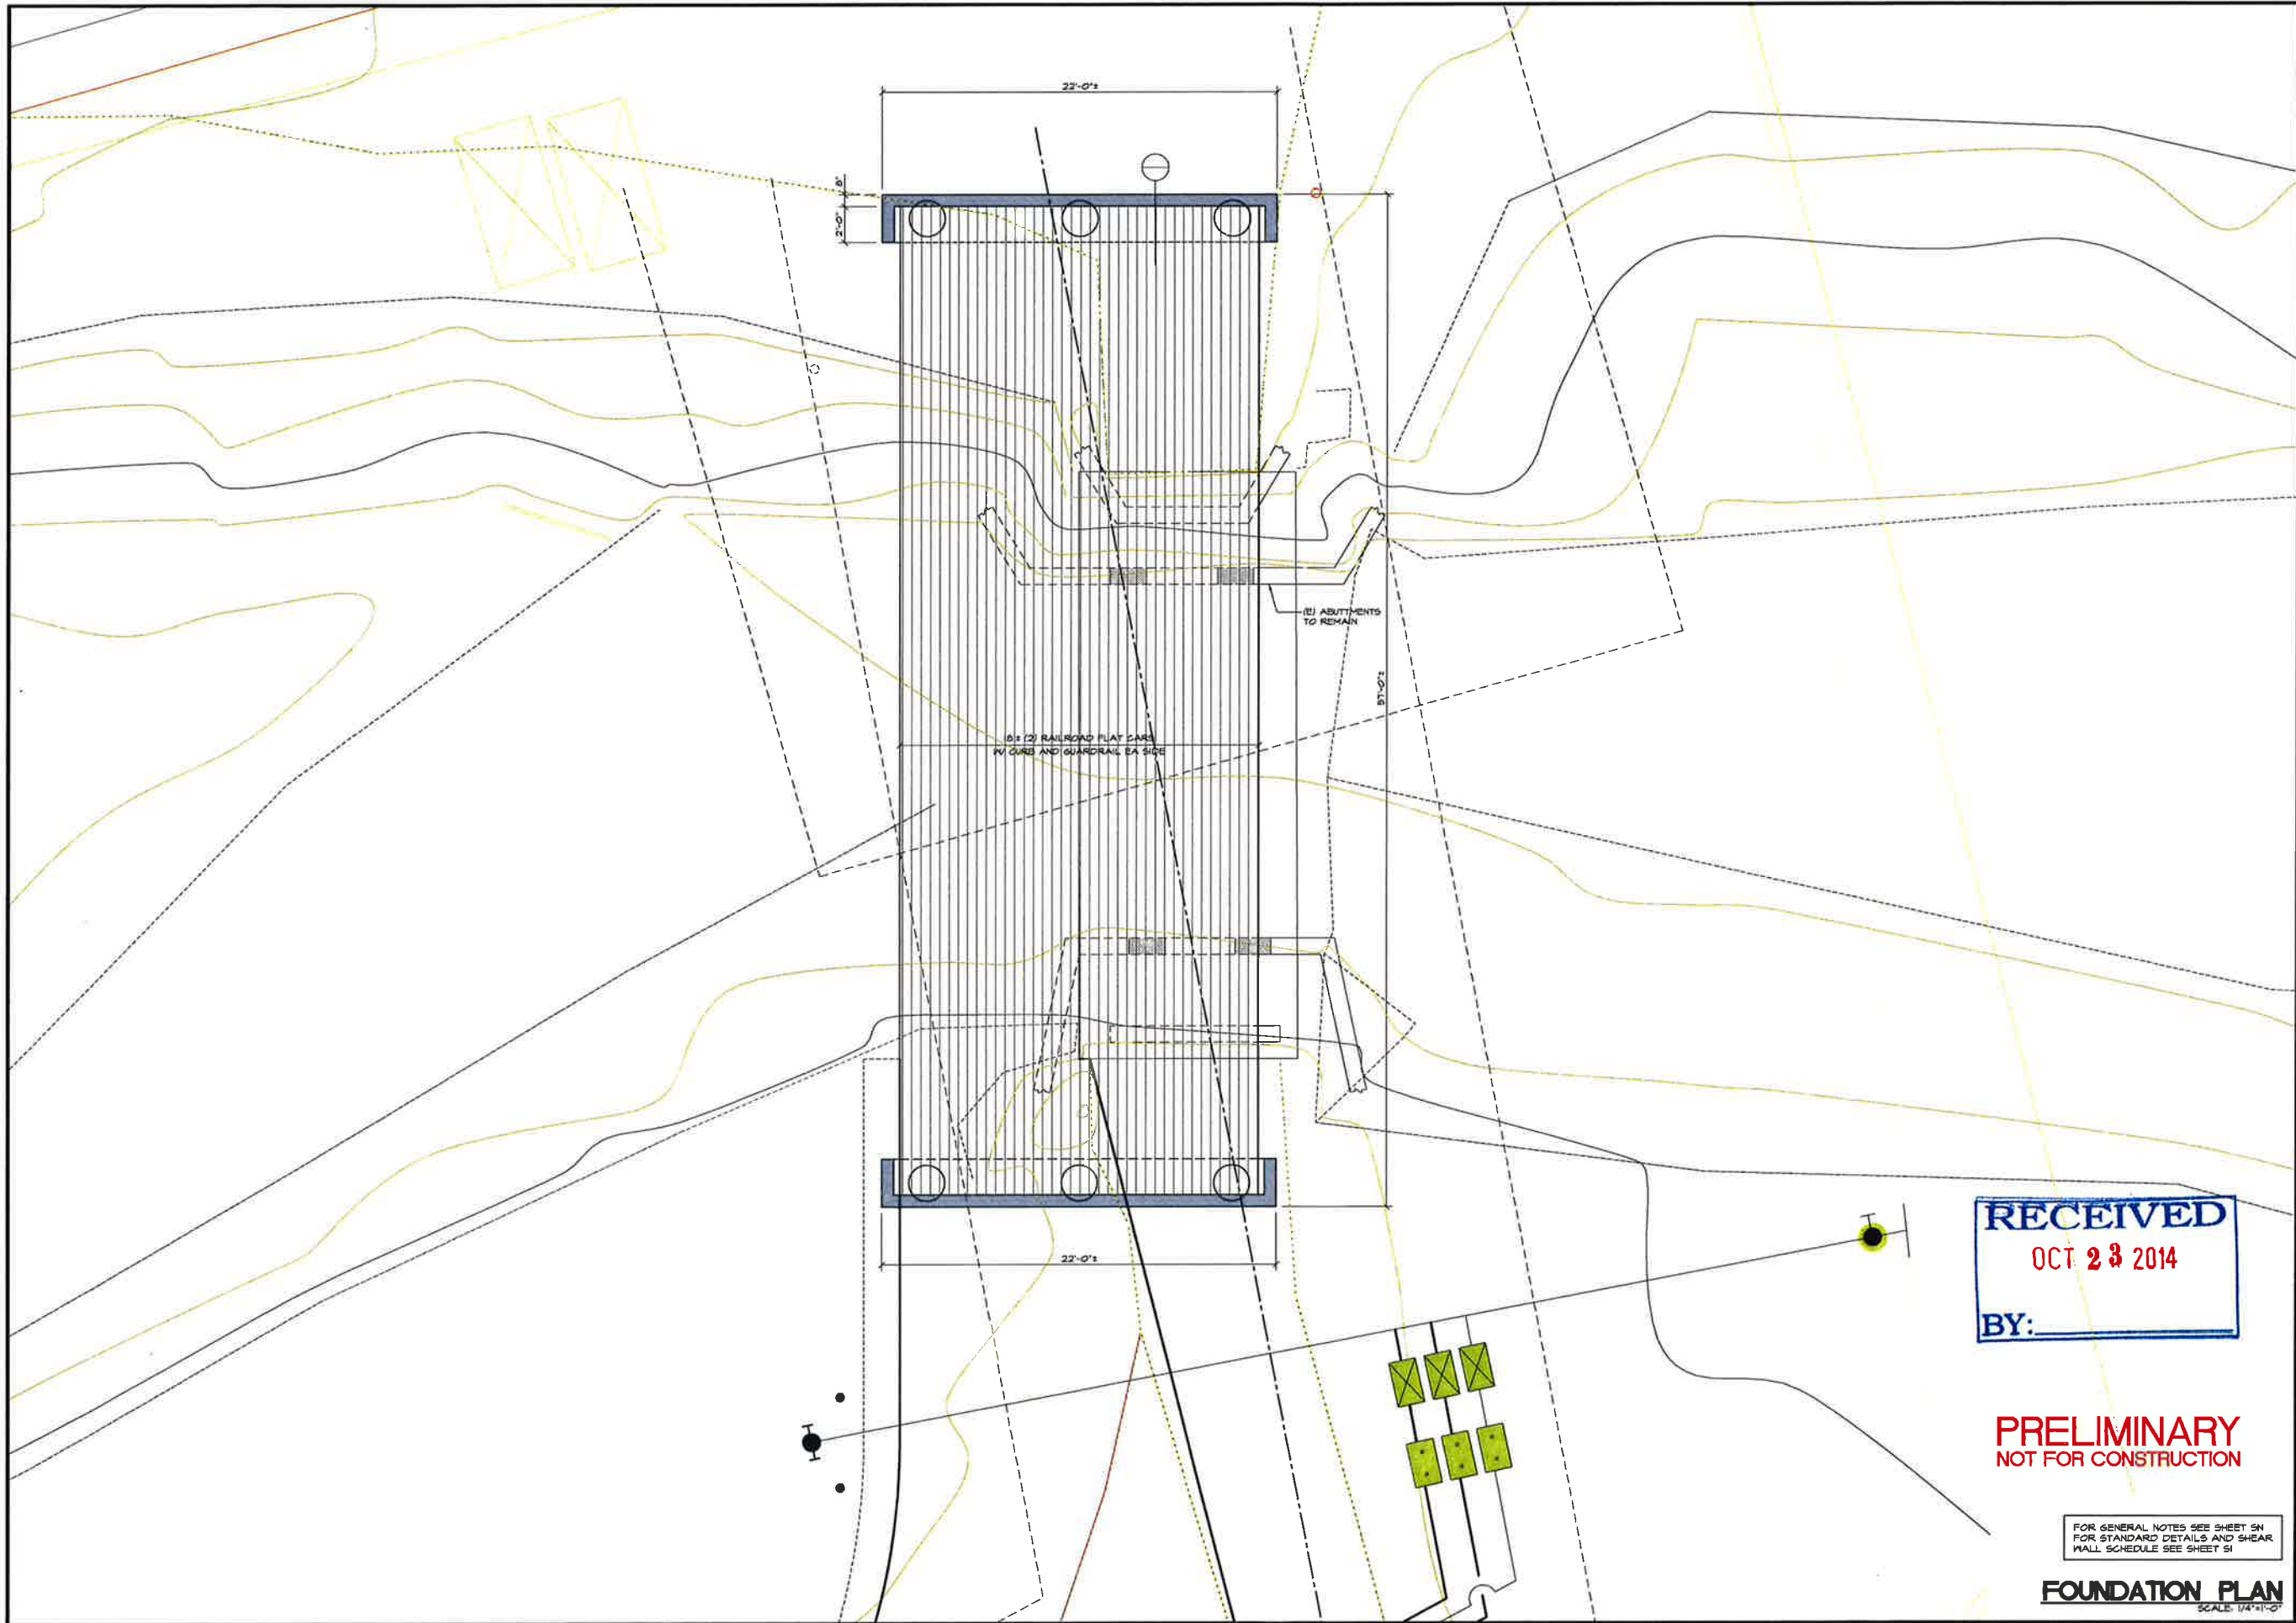 22'-0"±
8"
2'-0"
(E) ABUTTMENTS
TO REMAIN
57'-0"±
(2) RAILROAD FLAT CARS
W/ CURB AND GUARDRAIL EA SIDE
22'-0"±
RECEIVED
OCT 23 2014
BY:
PRELIMINARY
NOT FOR CONSTRUCTION
FOR GENERAL NOTES SEE SHEET SN
FOR STANDARD DETAILS AND SHEAR
WALL SCHEDULE SEE SHEET S1
FOUNDATION PLAN
SCALE: 1/4"=1'-0"